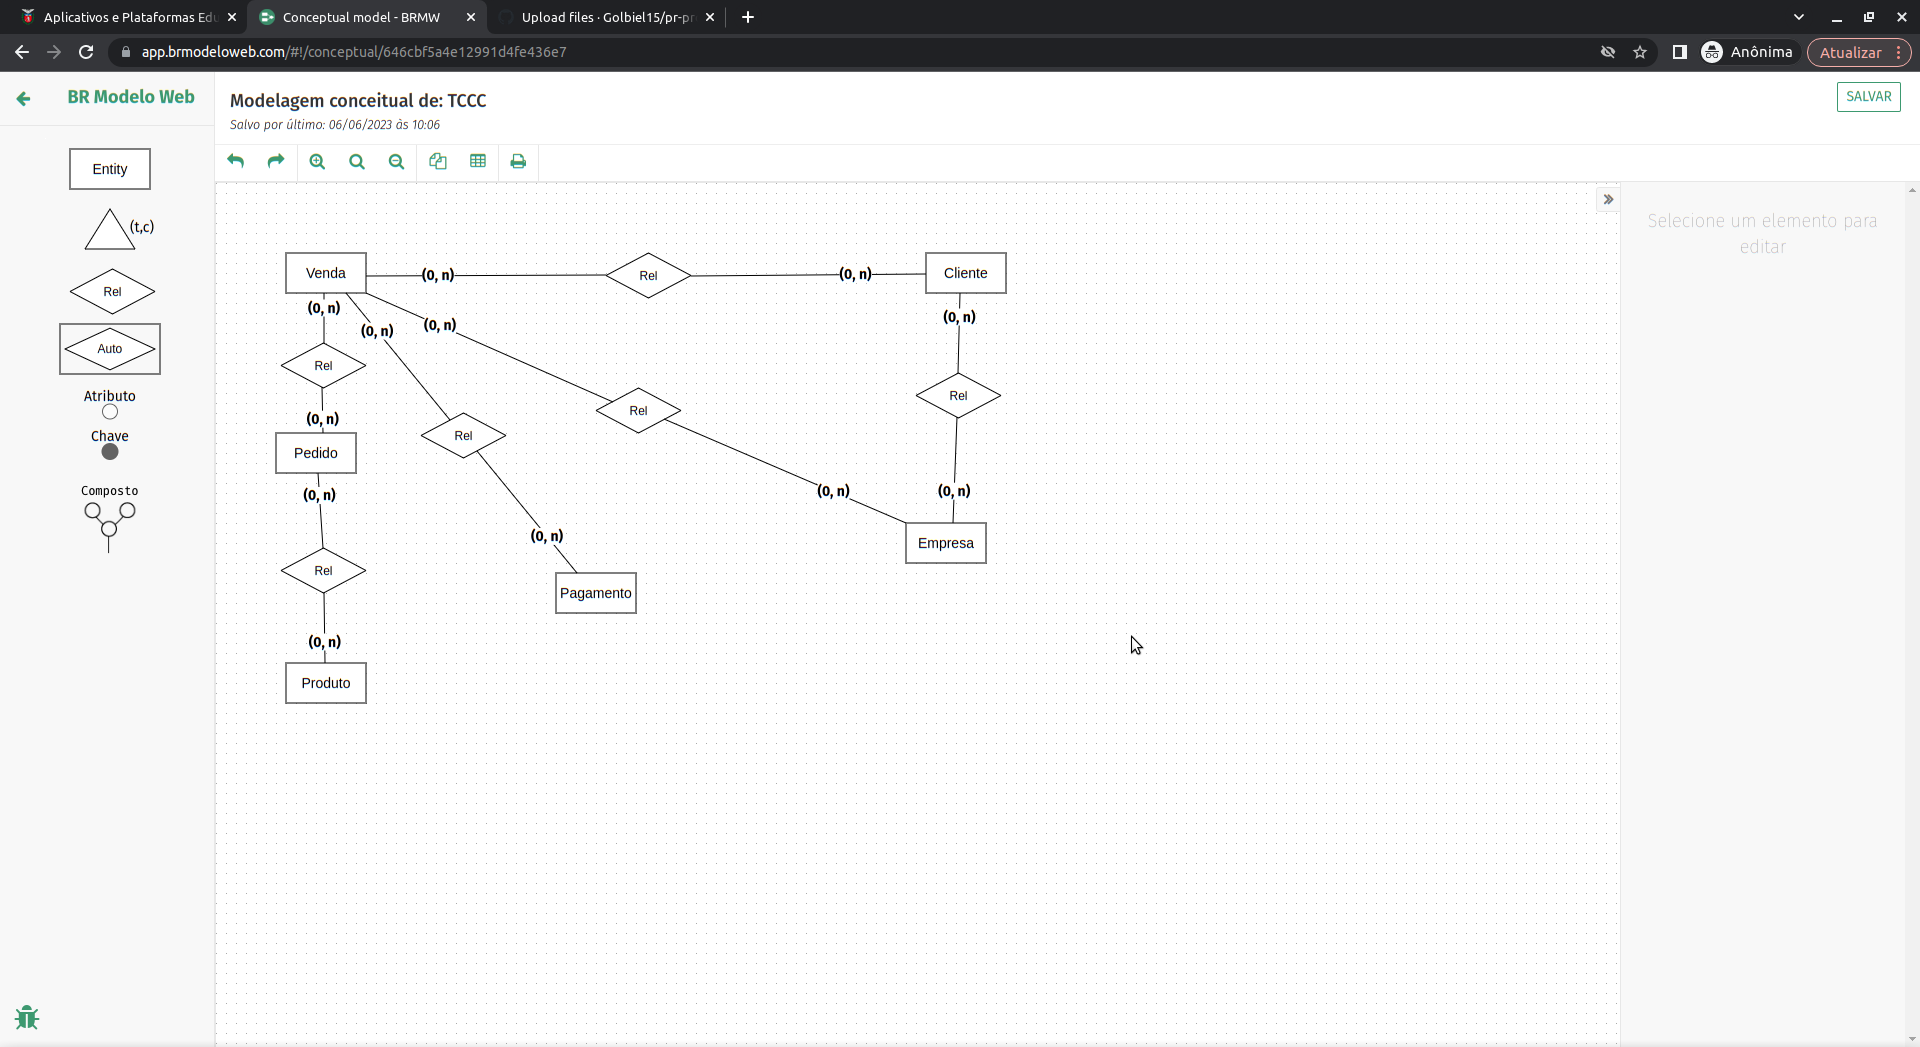 Aplicativos e Plataformas Edu
Conceptual model - BRMW
Upload files · Golbiel15/pr-pr
app.brmodeloweb.com/#!/conceptual/646cbf5a4e12991d4fe436e7
Anônima
Atualizar
BR Modelo Web
Modelagem conceitual de: TCCC
Salvo por último: 06/06/2023 às 10:06
SALVAR
Entity
(t,c)
Rel
Auto
Atributo
Chave
Composto
Selecione um elemento para
editar
Venda
(0, n)
Rel
(0, n)
Cliente
(0, n)
(0, n)
(0, n)
(0, n)
Rel
Rel
Rel
Rel
(0, n)
Pedido
(0, n)
(0, n)
(0, n)
(0, n)
Empresa
Rel
Pagamento
(0, n)
Produto